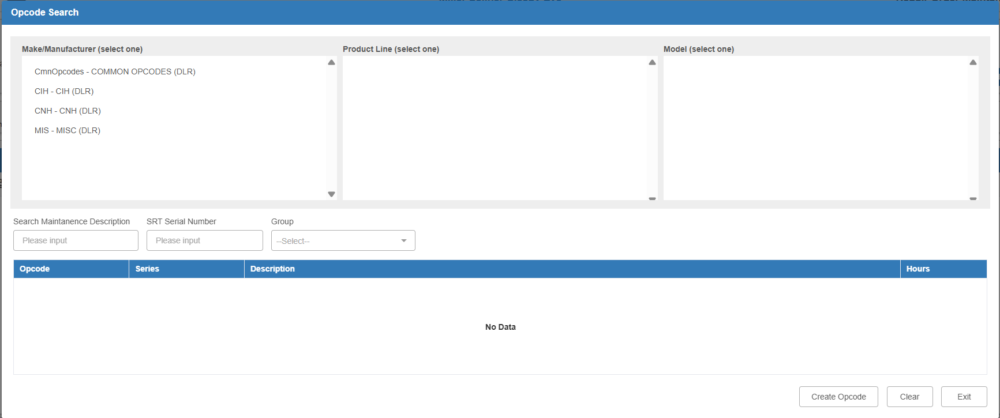 Opcode Search
Make/Manufacturer (select one)
Product Line (select one)
Model (select one)
CmnOpcodes - COMMON OPCODES (DLR)
CIH - CIH (DLR)
CNH - CNH (DLR)
MIS - MISC (DLR)
Search Maintanence Description
SRT Serial Number
Group
Please input
Please input
--Select--
Opcode
Series
Description
Hours
No Data
Create Opcode
Clear
Exit